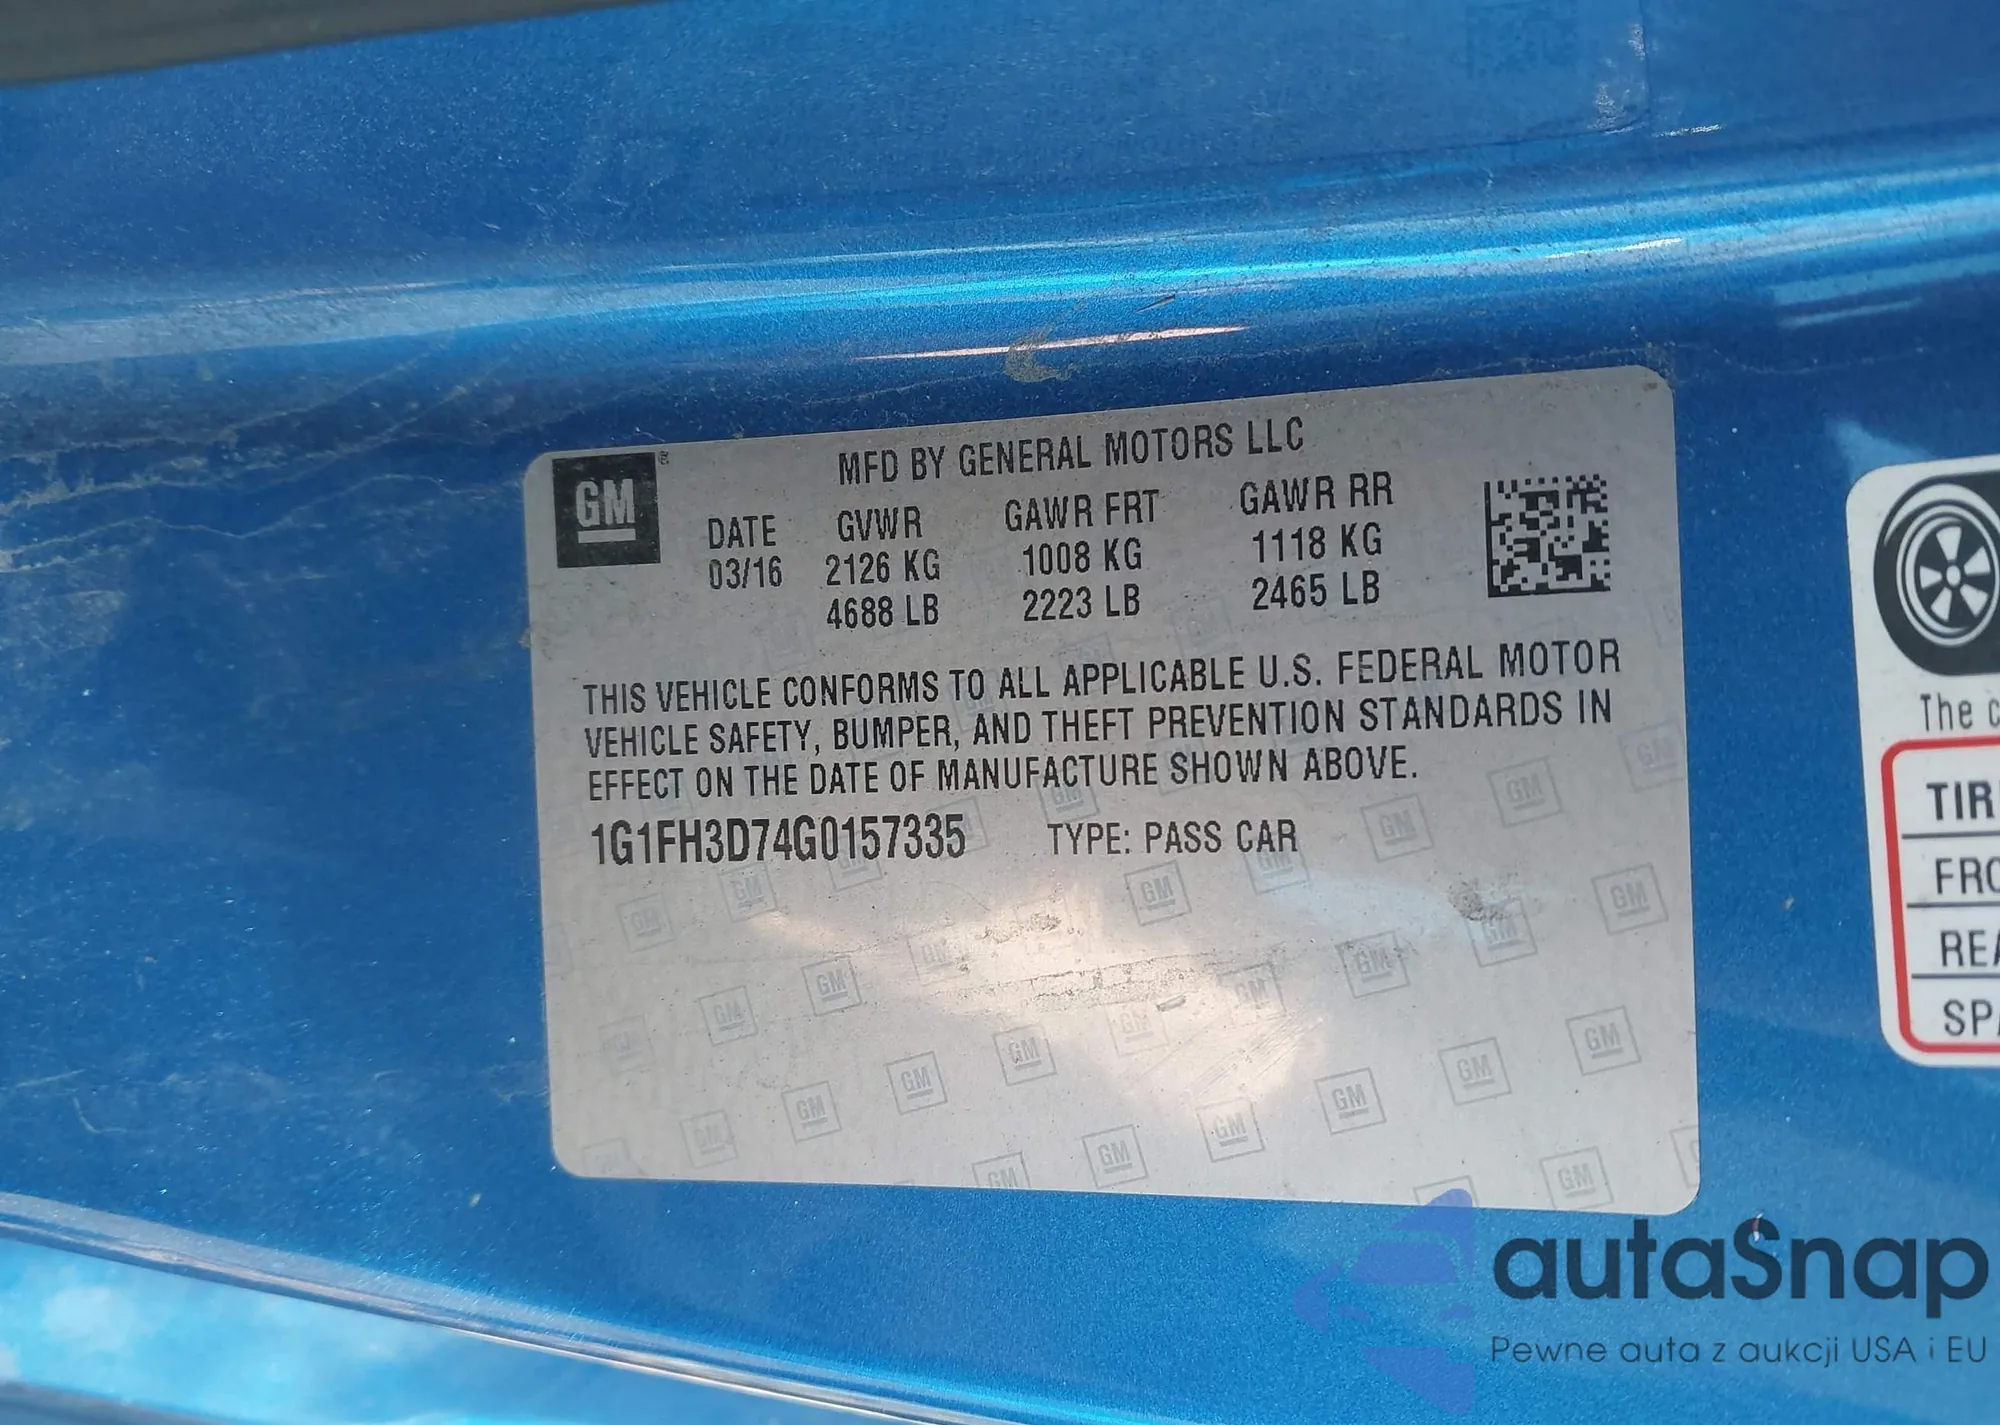 GM
MFD BY GENERAL MOTORS LLC
DATE GVWR GAWR FRT GAWR RR
03/16 2126 KG 1008 KG 1118 KG
4688 LB 2223 LB 2465 LB
THIS VEHICLE CONFORMS TO ALL APPLICABLE U.S. FEDERAL MOTOR
VEHICLE SAFETY, BUMPER, AND THEFT PREVENTION STANDARDS IN
EFFECT ON THE DATE OF MANUFACTURE SHOWN ABOVE.
1G1FH3D74G0157335 TYPE: PASS CAR
The
autaSnap
Pewne auta z aukcji USA i EU